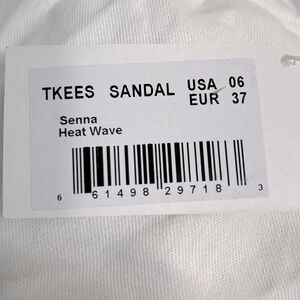 TKEES SANDAL USA 06
EUR 37
Senna
Heat Wave
6 61498 29718 3